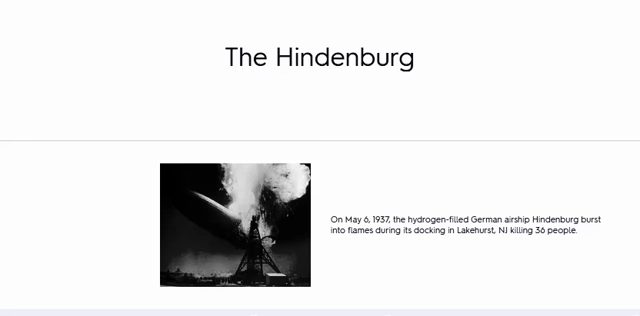 The Hindenburg
On May 6, 1937, the hydrogen-filled German airship Hindenburg burst
into flames during its docking in Lakehurst, NJ killing 36 people.